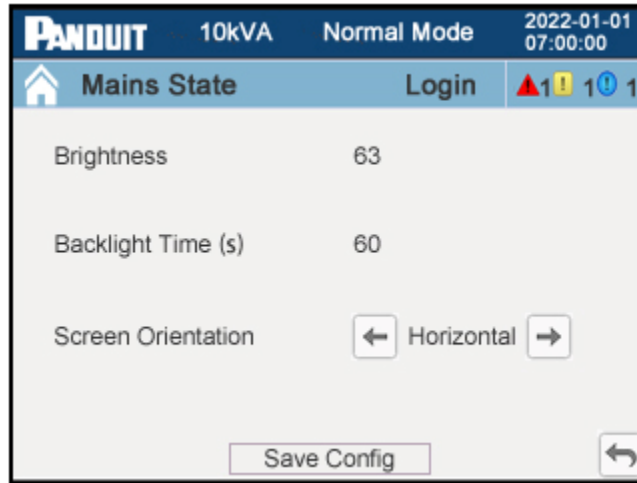 PANDUIT 10kVA Normal Mode 2022-01-01
07:00:00
Mains State Login 1 ! 1 ! 1
Brightness 63
Backlight Time (s) 60
Screen Orientation ← Horizontal →
Save Config